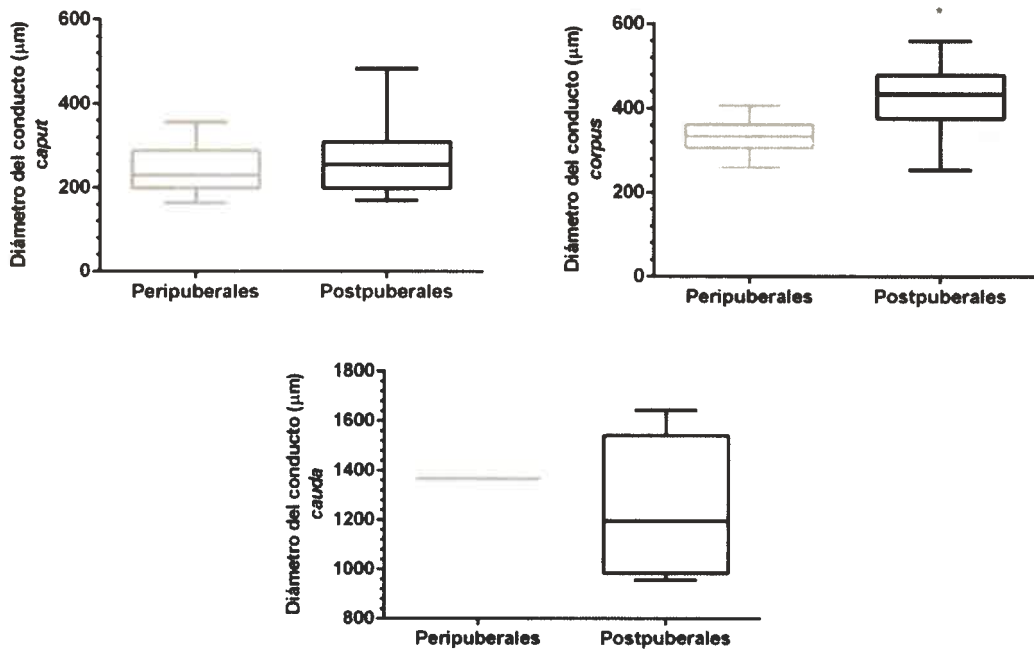 Diámetro del conducto (µm)
caput
600
400
200
0
Peripuberales
Postpuberales
Diámetro del conducto (µm)
corpus
*
600
400
200
0
Peripuberales
Postpuberales
Diámetro del conducto (µm)
cauda
1800
1600
1400
1200
1000
800
Peripuberales
Postpuberales